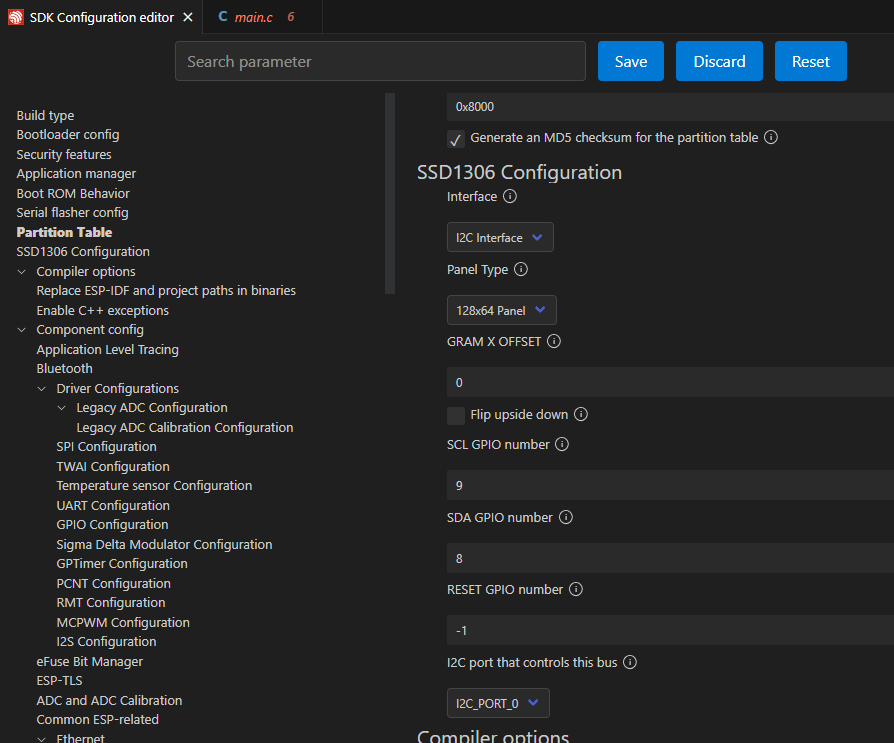 SDK Configuration editor
C main.c 6
Search parameter
Save
Discard
Reset
Build type
Bootloader config
Security features
Application manager
Boot ROM Behavior
Serial flasher config
Partition Table
SSD1306 Configuration
Compiler options
Replace ESP-IDF and project paths in binaries
Enable C++ exceptions
Component config
Application Level Tracing
Bluetooth
Driver Configurations
Legacy ADC Configuration
Legacy ADC Calibration Configuration
SPI Configuration
TWAI Configuration
Temperature sensor Configuration
UART Configuration
GPIO Configuration
Sigma Delta Modulator Configuration
GPTimer Configuration
PCNT Configuration
RMT Configuration
MCPWM Configuration
I2S Configuration
eFuse Bit Manager
ESP-TLS
ADC and ADC Calibration
Common ESP-related
Ethernet
0x8000
Generate an MD5 checksum for the partition table
SSD1306 Configuration
Interface
I2C Interface
Panel Type
128x64 Panel
GRAM X OFFSET
0
Flip upside down
SCL GPIO number
9
SDA GPIO number
8
RESET GPIO number
-1
I2C port that controls this bus
I2C_PORT_0
Compiler options